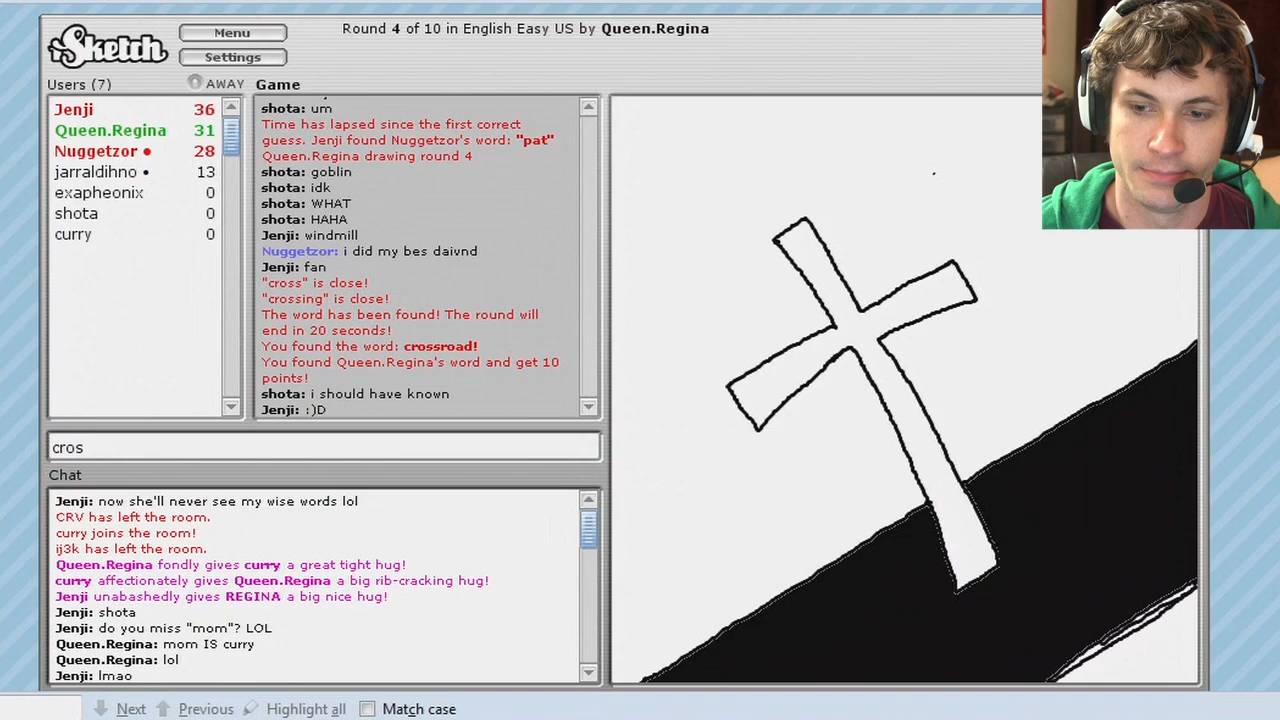 iSketch
Menu
Settings
Round 4 of 10 in English Easy US by Queen.Regina
Users (7)
AWAY
Game
Jenji 36
Queen.Regina 31
Nuggetzor • 28
jarraldihno • 13
exapheonix 0
shota 0
curry 0
shota: um
Time has lapsed since the first correct
guess. Jenji found Nuggetzor's word: "pat"
Queen.Regina drawing round 4
shota: goblin
shota: idk
shota: WHAT
shota: HAHA
Jenji: windmill
Nuggetzor: i did my bes daivnd
Jenji: fan
"cross" is close!
"crossing" is close!
The word has been found! The round will
end in 20 seconds!
You found the word: crossroad!
You found Queen.Regina's word and get 10
points!
shota: i should have known
Jenji: :)D
cros
Chat
Jenji: now she'll never see my wise words lol
CRV has left the room.
curry joins the room!
ij3k has left the room.
Queen.Regina fondly gives curry a great tight hug!
curry affectionately gives Queen.Regina a big rib-cracking hug!
Jenji unabashedly gives REGINA a big nice hug!
Jenji: shota
Jenji: do you miss "mom"? LOL
Queen.Regina: mom IS curry
Queen.Regina: lol
Jenji: lmao
Next Previous Highlight all Match case